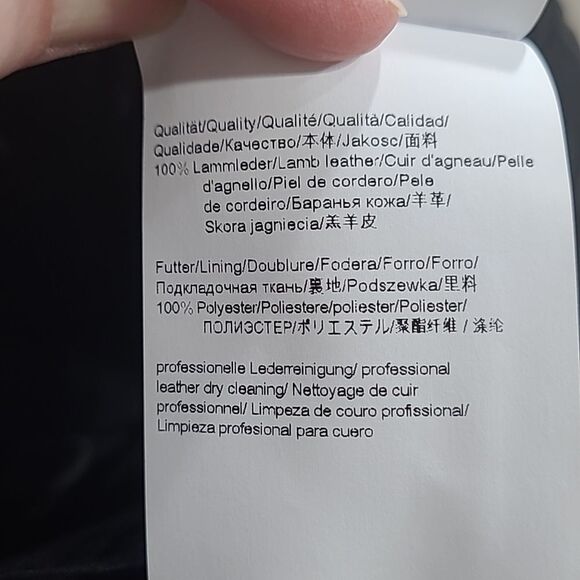 Qualität/Quality/Qualité/Qualità/Calidad/
Qualidade/Качество/本体/Jakosc/面料
100% Lammleder/Lamb leather/Cuir d'agneau/Pelle
d'agnello/Piel de cordero/Pele
de cordeiro/Баранья кожа/羊革/
Skora jagniecia/羔羊皮
Futter/Lining/Doublure/Fodera/Forro/Forro/
Подкладочная ткань/裏地/Podszewka/里料
100% Polyester/Poliestere/poliester/Poliester/
ПОЛИЭСТЕР/ポリエステル/聚酯纤维 / 涤纶
professionelle Lederreinigung/ professional
leather dry cleaning/ Nettoyage de cuir
professionnel/ Limpeza de couro profissional/
Limpieza profesional para cuero